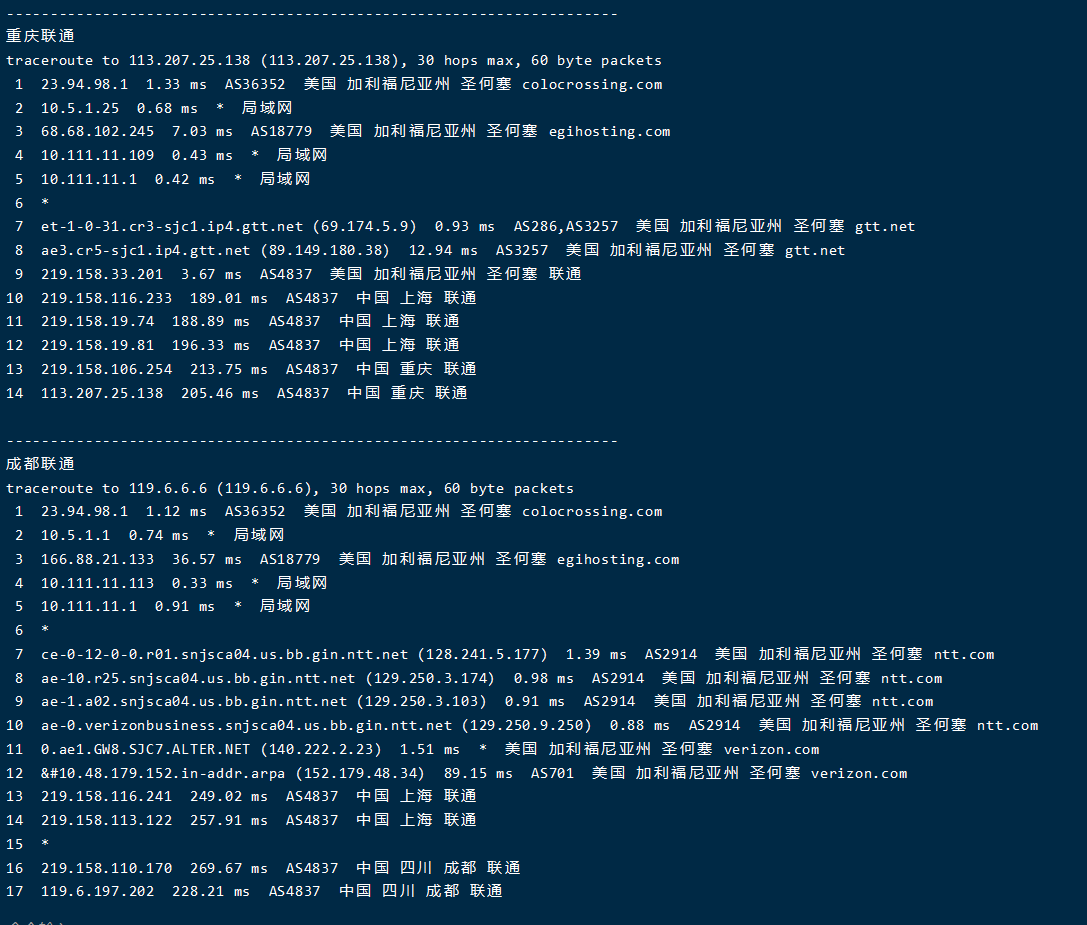 ----------------------------------------------------------------------
重庆联通
traceroute to 113.207.25.138 (113.207.25.138), 30 hops max, 60 byte packets
 1  23.94.98.1  1.33 ms  AS36352  美国 加利福尼亚州 圣何塞 colocrossing.com
 2  10.5.1.25  0.68 ms  *  局域网
 3  68.68.102.245  7.03 ms  AS18779  美国 加利福尼亚州 圣何塞 egihosting.com
 4  10.111.11.109  0.43 ms  *  局域网
 5  10.111.11.1  0.42 ms  *  局域网
 6  *
 7  et-1-0-31.cr3-sjc1.ip4.gtt.net (69.174.5.9)  0.93 ms  AS286,AS3257  美国 加利福尼亚州 圣何塞 gtt.net
 8  ae3.cr5-sjc1.ip4.gtt.net (89.149.180.38)  12.94 ms  AS3257  美国 加利福尼亚州 圣何塞 gtt.net
 9  219.158.33.201  3.67 ms  AS4837  美国 加利福尼亚州 圣何塞 联通
10  219.158.116.233  189.01 ms  AS4837  中国 上海 联通
11  219.158.19.74  188.89 ms  AS4837  中国 上海 联通
12  219.158.19.81  196.33 ms  AS4837  中国 上海 联通
13  219.158.106.254  213.75 ms  AS4837  中国 重庆 联通
14  113.207.25.138  205.46 ms  AS4837  中国 重庆 联通
----------------------------------------------------------------------
成都联通
traceroute to 119.6.6.6 (119.6.6.6), 30 hops max, 60 byte packets
 1  23.94.98.1  1.12 ms  AS36352  美国 加利福尼亚州 圣何塞 colocrossing.com
 2  10.5.1.1  0.74 ms  *  局域网
 3  166.88.21.133  36.57 ms  AS18779  美国 加利福尼亚州 圣何塞 egihosting.com
 4  10.111.11.113  0.33 ms  *  局域网
 5  10.111.11.1  0.91 ms  *  局域网
 6  *
 7  ce-0-12-0-0.r01.snjsca04.us.bb.gin.ntt.net (128.241.5.177)  1.39 ms  AS2914  美国 加利福尼亚州 圣何塞 ntt.com
 8  ae-10.r25.snjsca04.us.bb.gin.ntt.net (129.250.3.174)  0.98 ms  AS2914  美国 加利福尼亚州 圣何塞 ntt.com
 9  ae-1.a02.snjsca04.us.bb.gin.ntt.net (129.250.3.103)  0.91 ms  AS2914  美国 加利福尼亚州 圣何塞 ntt.com
10  ae-0.verizonbusiness.snjsca04.us.bb.gin.ntt.net (129.250.9.250)  0.88 ms  AS2914  美国 加利福尼亚州 圣何塞 ntt.com
11  0.ae1.GW8.SJC7.ALTER.NET (140.222.2.23)  1.51 ms  *  美国 加利福尼亚州 圣何塞 verizon.com
12  &#10.48.179.152.in-addr.arpa (152.179.48.34)  89.15 ms  AS701  美国 加利福尼亚州 圣何塞 verizon.com
13  219.158.116.241  249.02 ms  AS4837  中国 上海 联通
14  219.158.113.122  257.91 ms  AS4837  中国 上海 联通
15  *
16  219.158.110.170  269.67 ms  AS4837  中国 四川 成都 联通
17  119.6.197.202  228.21 ms  AS4837  中国 四川 成都 联通